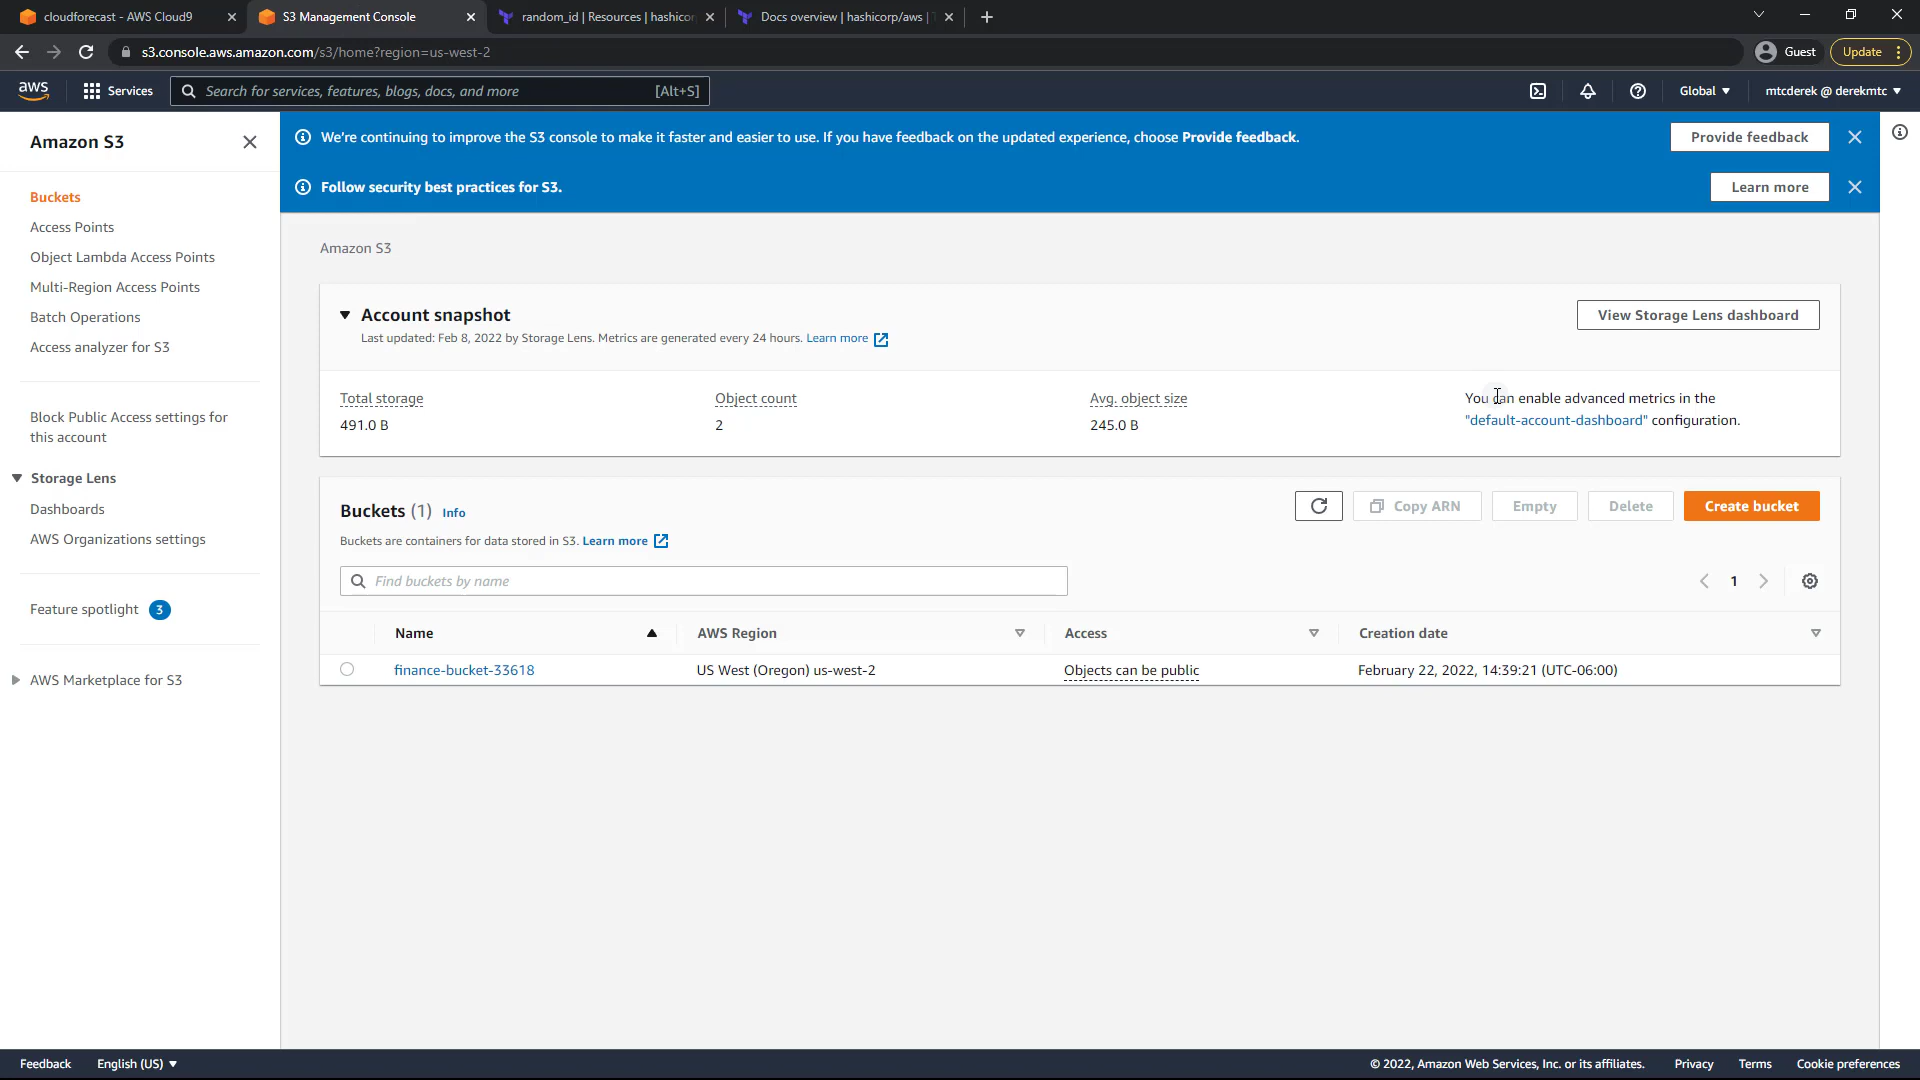 cloudforecast - AWS Cloud9
S3 Management Console
random_id | Resources | hashicor
Docs overview | hashicorp/aws | T
s3.console.aws.amazon.com/s3/home?region=us-west-2
Guest
Update
aws
Services
Search for services, features, blogs, docs, and more
[Alt+S]
Global
mtcderek @ derekmtc
Amazon S3
Buckets
Access Points
Object Lambda Access Points
Multi-Region Access Points
Batch Operations
Access analyzer for S3
Block Public Access settings for
this account
Storage Lens
Dashboards
AWS Organizations settings
Feature spotlight 3
AWS Marketplace for S3
We're continuing to improve the S3 console to make it faster and easier to use. If you have feedback on the updated experience, choose Provide feedback.
Provide feedback
Follow security best practices for S3.
Learn more
Amazon S3
Account snapshot
View Storage Lens dashboard
Last updated: Feb 8, 2022 by Storage Lens. Metrics are generated every 24 hours. Learn more
Total storage
491.0 B
Object count
2
Avg. object size
245.0 B
You can enable advanced metrics in the
"default-account-dashboard" configuration.
Buckets (1) Info
Copy ARN
Empty
Delete
Create bucket
Buckets are containers for data stored in S3. Learn more
Find buckets by name
1
Name
AWS Region
Access
Creation date
finance-bucket-33618
US West (Oregon) us-west-2
Objects can be public
February 22, 2022, 14:39:21 (UTC-06:00)
Feedback
English (US)
© 2022, Amazon Web Services, Inc. or its affiliates.
Privacy
Terms
Cookie preferences